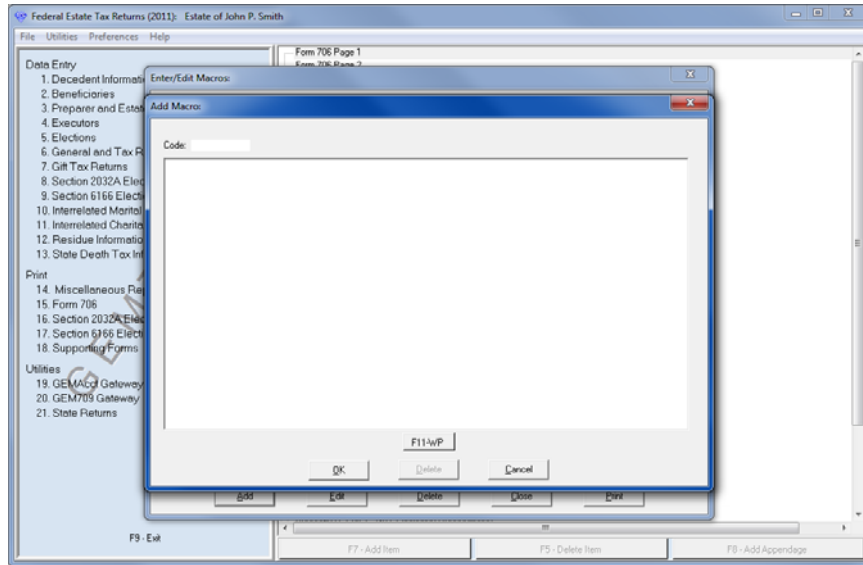 Federal Estate Tax Returns (2011): Estate of John P. Smith
File Utilities Preferences Help
Data Entry
1. Decedent Informati
2. Beneficiaries
3. Preparer and Estat
4. Executors
5. Elections
6. General and Tax R
7. Gift Tax Returns
8. Section 2032A Elec
9. Section 6166 Electi
10. Interrelated Marital
11. Interrelated Charita
12. Residue Informatio
13. State Death Tax Inf
Print
14. Miscellaneous Rep
15. Form 706
16. Section 2032A Elec
17. Section 6166 Electi
18. Supporting Forms
Utilities
19. GEMAcct Gateway
20. GEM709 Gateway
21. State Returns
F9 - Exit
GEM
Form 706 Page 1
Form 706 Page 2
Enter/Edit Macros:
Add Macro:
Code:
F11-WP
OK Delete Cancel
Add Edit Delete Close Print
F7 - Add Item F5 - Delete Item F8 - Add Appendage